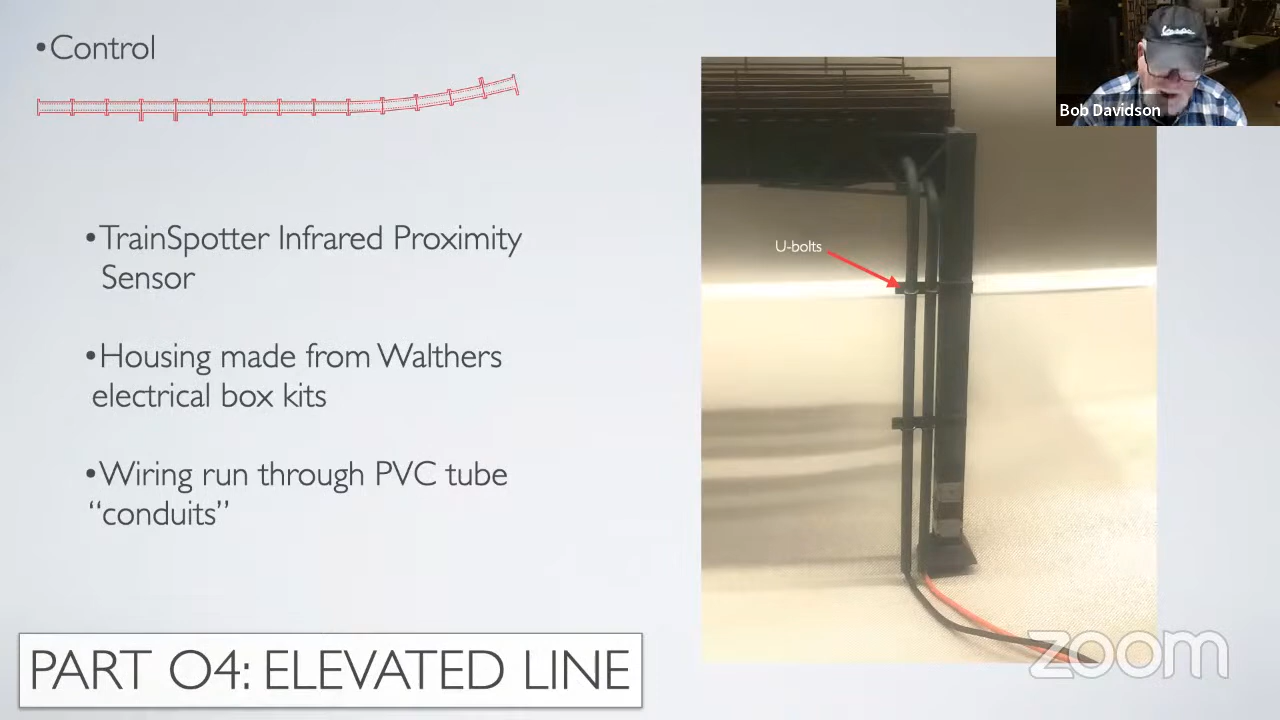 •Control
•TrainSpotter Infrared Proximity
Sensor
•Housing made from Walthers
electrical box kits
•Wiring run through PVC tube
“conduits”
PART O4: ELEVATED LINE
U-bolts
Vespa
Bob Davidson
zoom